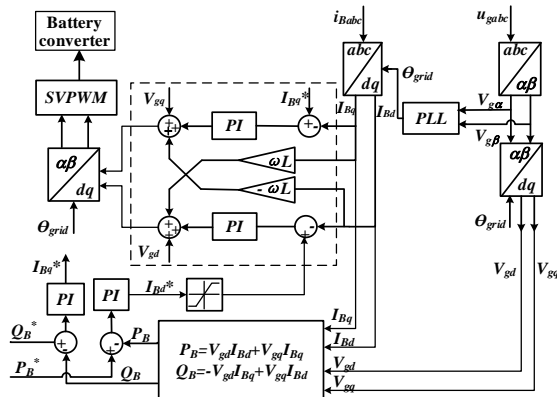 i_Babc
u_gabc
Battery
converter
abc
dq
abc
αβ
Θ_grid
V_gq
I_Bq*
I_Bq
I_Bd
V_gα
V_gβ
SVPWM
PI
PLL
αβ
dq
ωL
αβ
dq
- ωL
Θ_grid
PI
Θ_grid
V_gd
I_Bq*
V_gd
V_gq
PI
PI
I_Bd*
Q_B*
P_B
I_Bq
P_B=V_gdI_Bd+V_gqI_Bq
I_Bd
Q_B=-V_gdI_Bq+V_gqI_Bd
P_B*
Q_B
V_gd
V_gq